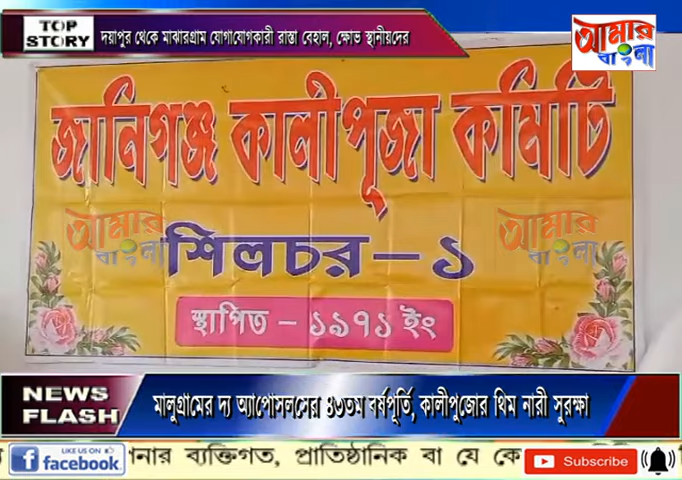 TOP STORY
দয়াপুর থেকে মাঝারগ্রাম যোগাযোগকারী রাস্তা বেহাল, ক্ষোভ স্থানীয়দের
আমার বাংলা
জানিগঞ্জ কালীপূজা কমিটি
আমার বাংলা
আমার বাংলা
শিলচর - ১
স্থাপিত - ১৯৭১ ইং
NEWS FLASH
মালুগ্রামের দ্য অ্যাপোসলসের ৪৩তম বর্ষপূর্তি, কালীপুজোর থিম নারী সুরক্ষা
LIKE US ON
facebook
পনার ব্যক্তিগত, প্রাতিষ্ঠানিক বা যে কো
Subscribe